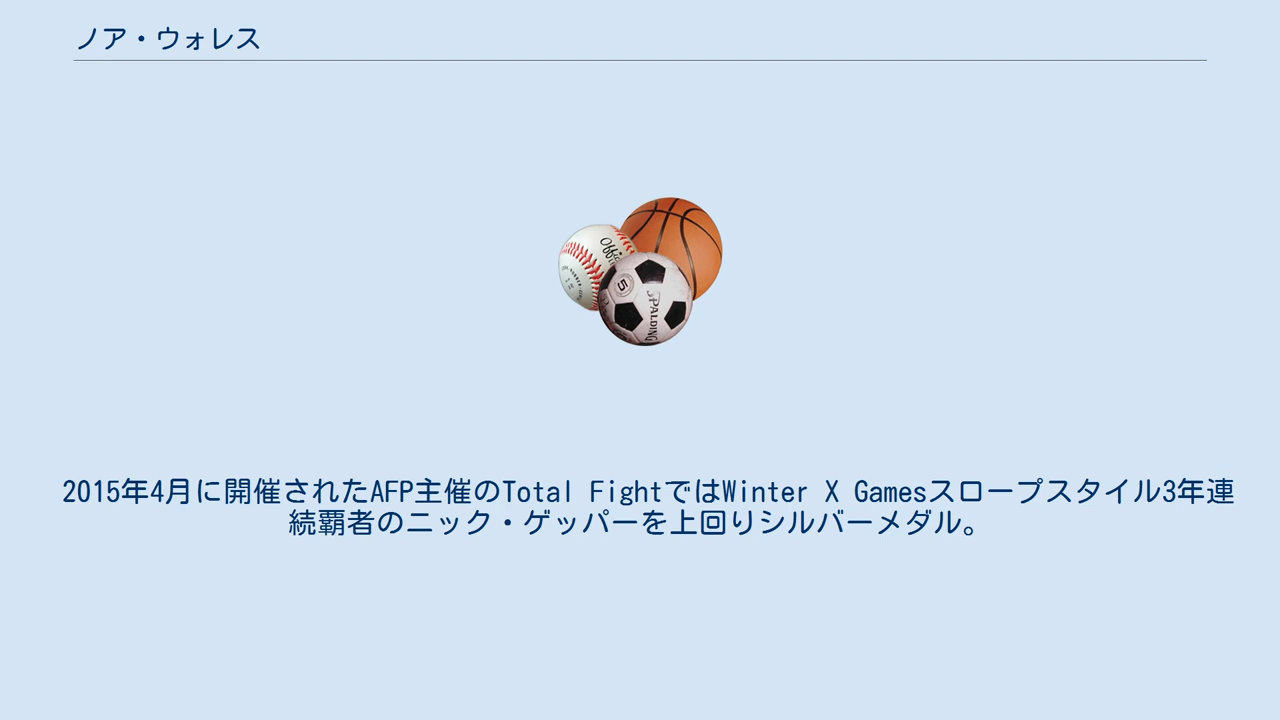 ノア・ウォレス
Offic
5
SPALDING
2015年4月に開催されたAFP主催のTotal FightではWinter X Gamesスロープスタイル3年連
続覇者のニック・ゲッパーを上回りシルバーメダル。